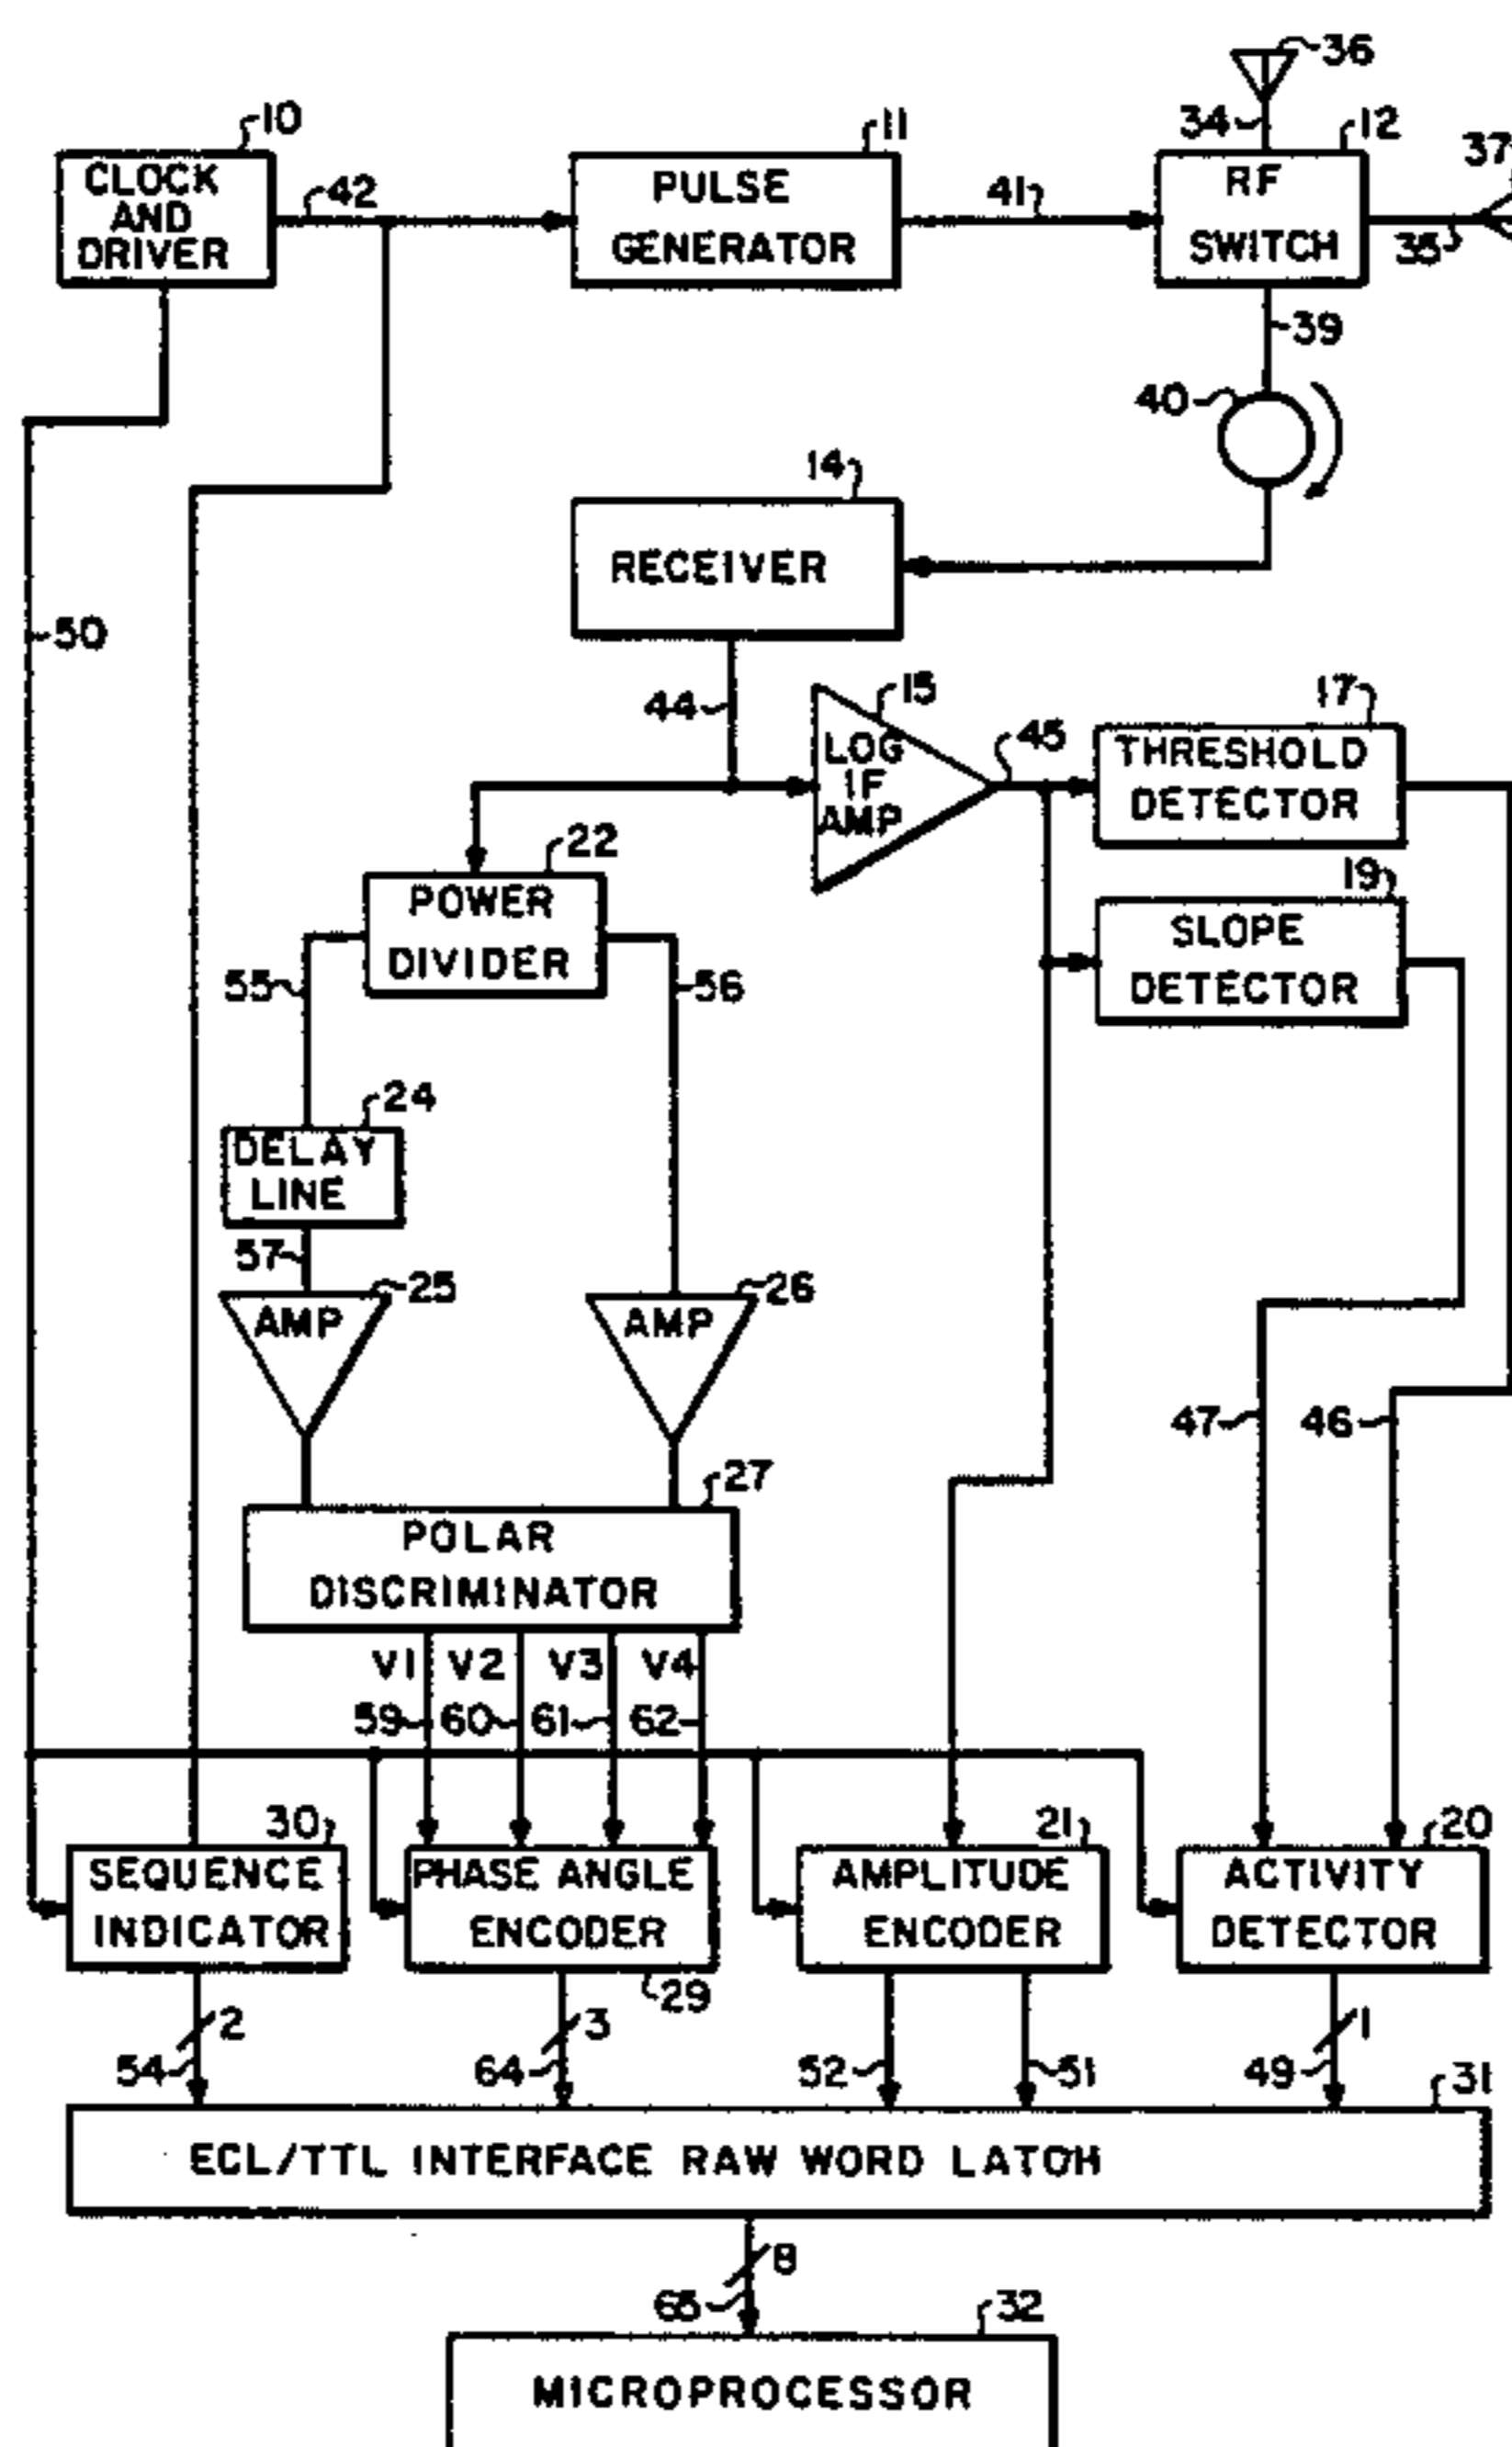 36
10
11
34
12
37
CLOCK
AND
DRIVER
42
PULSE
GENERATOR
41
RF
SWITCH
35
39
40
14
RECEIVER
50
44
15
LOG
IF
AMP
45
17
THRESHOLD
DETECTOR
22
POWER
DIVIDER
19
SLOPE
DETECTOR
55
56
24
DELAY
LINE
57
25
AMP
26
AMP
47
46
27
POLAR
DISCRIMINATOR
V1 V2 V3 V4
59 60 61 62
30
SEQUENCE
INDICATOR
PHASE ANGLE
ENCODER
29
21
AMPLITUDE
ENCODER
20
ACTIVITY
DETECTOR
2
3
1
54
64
52
51
49
31
ECL/TTL INTERFACE RAW WORD LATCH
8
65
32
MICROPROCESSOR